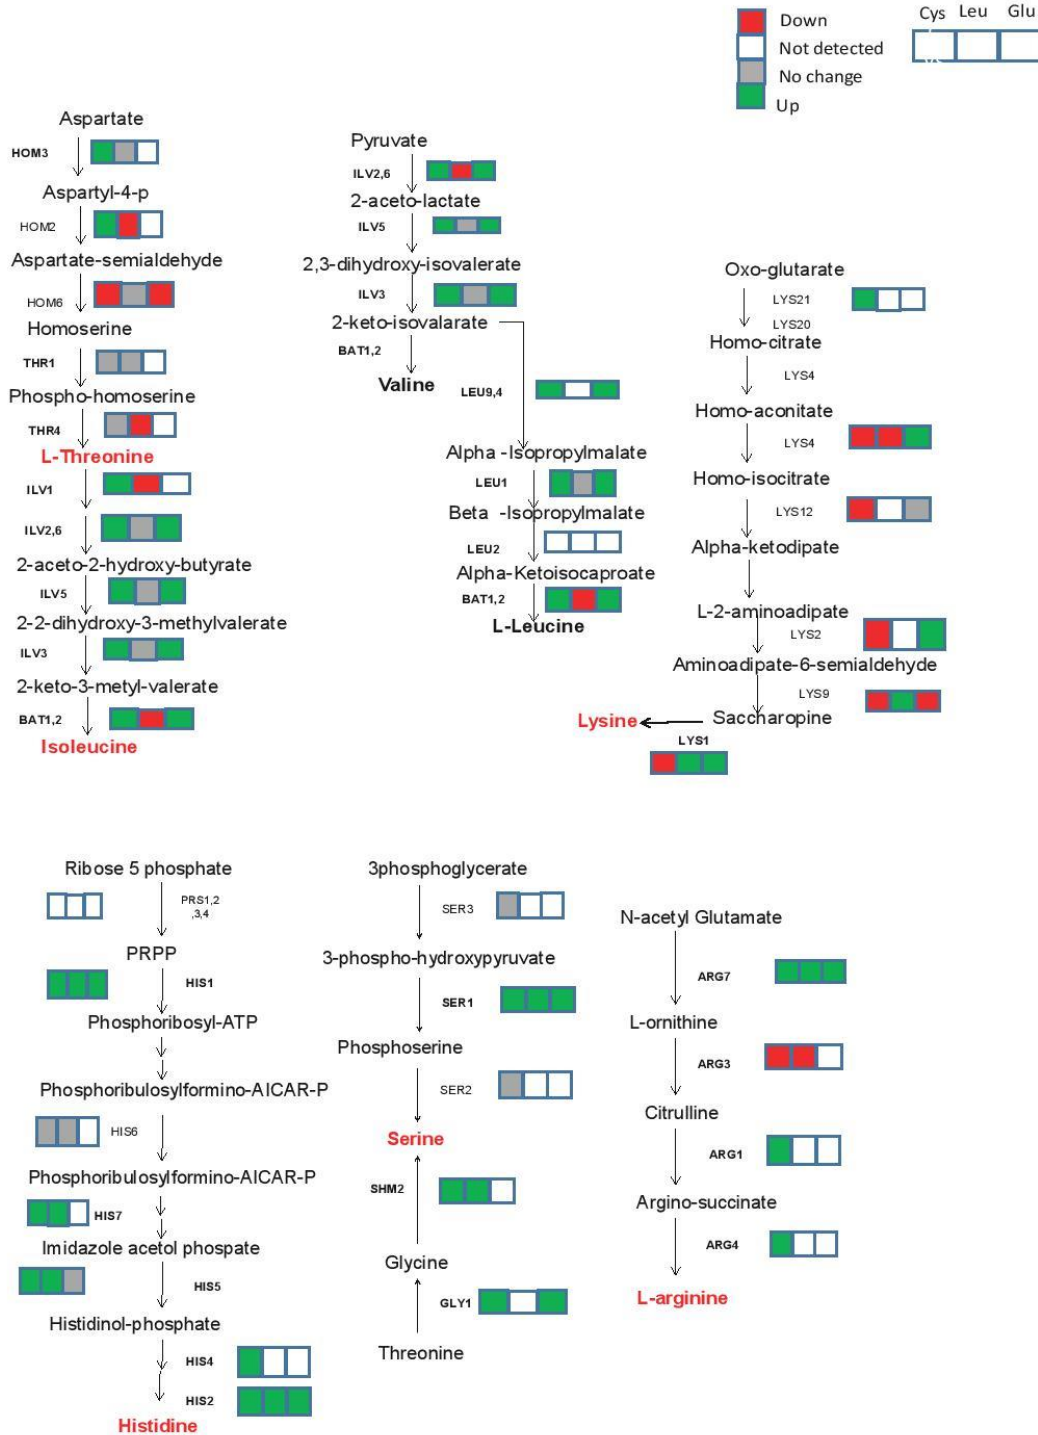 Down
Not detected
No change
Up
Cys Leu Glu
Aspartate
HOM3
Aspartyl-4-p
HOM2
Aspartate-semialdehyde
HOM6
Homoserine
THR1
Phospho-homoserine
THR4
L-Threonine
ILV1
ILV2,6
2-aceto-2-hydroxy-butyrate
ILV5
2-2-dihydroxy-3-methylvalerate
ILV3
2-keto-3-metyl-valerate
BAT1,2
Isoleucine
Pyruvate
ILV2,6
2-aceto-lactate
ILV5
2,3-dihydroxy-isovalerate
ILV3
2-keto-isovalarate
BAT1,2
Valine
LEU9,4
Alpha -Isopropylmalate
LEU1
Beta -Isopropylmalate
LEU2
Alpha-Ketoisocaproate
BAT1,2
L-Leucine
Oxo-glutarate
LYS21
LYS20
Homo-citrate
LYS4
Homo-aconitate
LYS4
Homo-isocitrate
LYS12
Alpha-ketodipate
L-2-aminoadipate
LYS2
Aminoadipate-6-semialdehyde
LYS9
Saccharopine
Lysine
LYS1
Ribose 5 phosphate
PRS1,2
,3,4
PRPP
HIS1
Phosphoribosyl-ATP
Phosphoribulosylformino-AICAR-P
HIS6
Phosphoribulosylformino-AICAR-P
HIS7
Imidazole acetol phospate
HIS5
Histidinol-phosphate
HIS4
HIS2
Histidine
3phosphoglycerate
SER3
3-phospho-hydroxypyruvate
SER1
Phosphoserine
SER2
Serine
SHM2
Glycine
GLY1
Threonine
N-acetyl Glutamate
ARG7
L-ornithine
ARG3
Citrulline
ARG1
Argino-succinate
ARG4
L-arginine